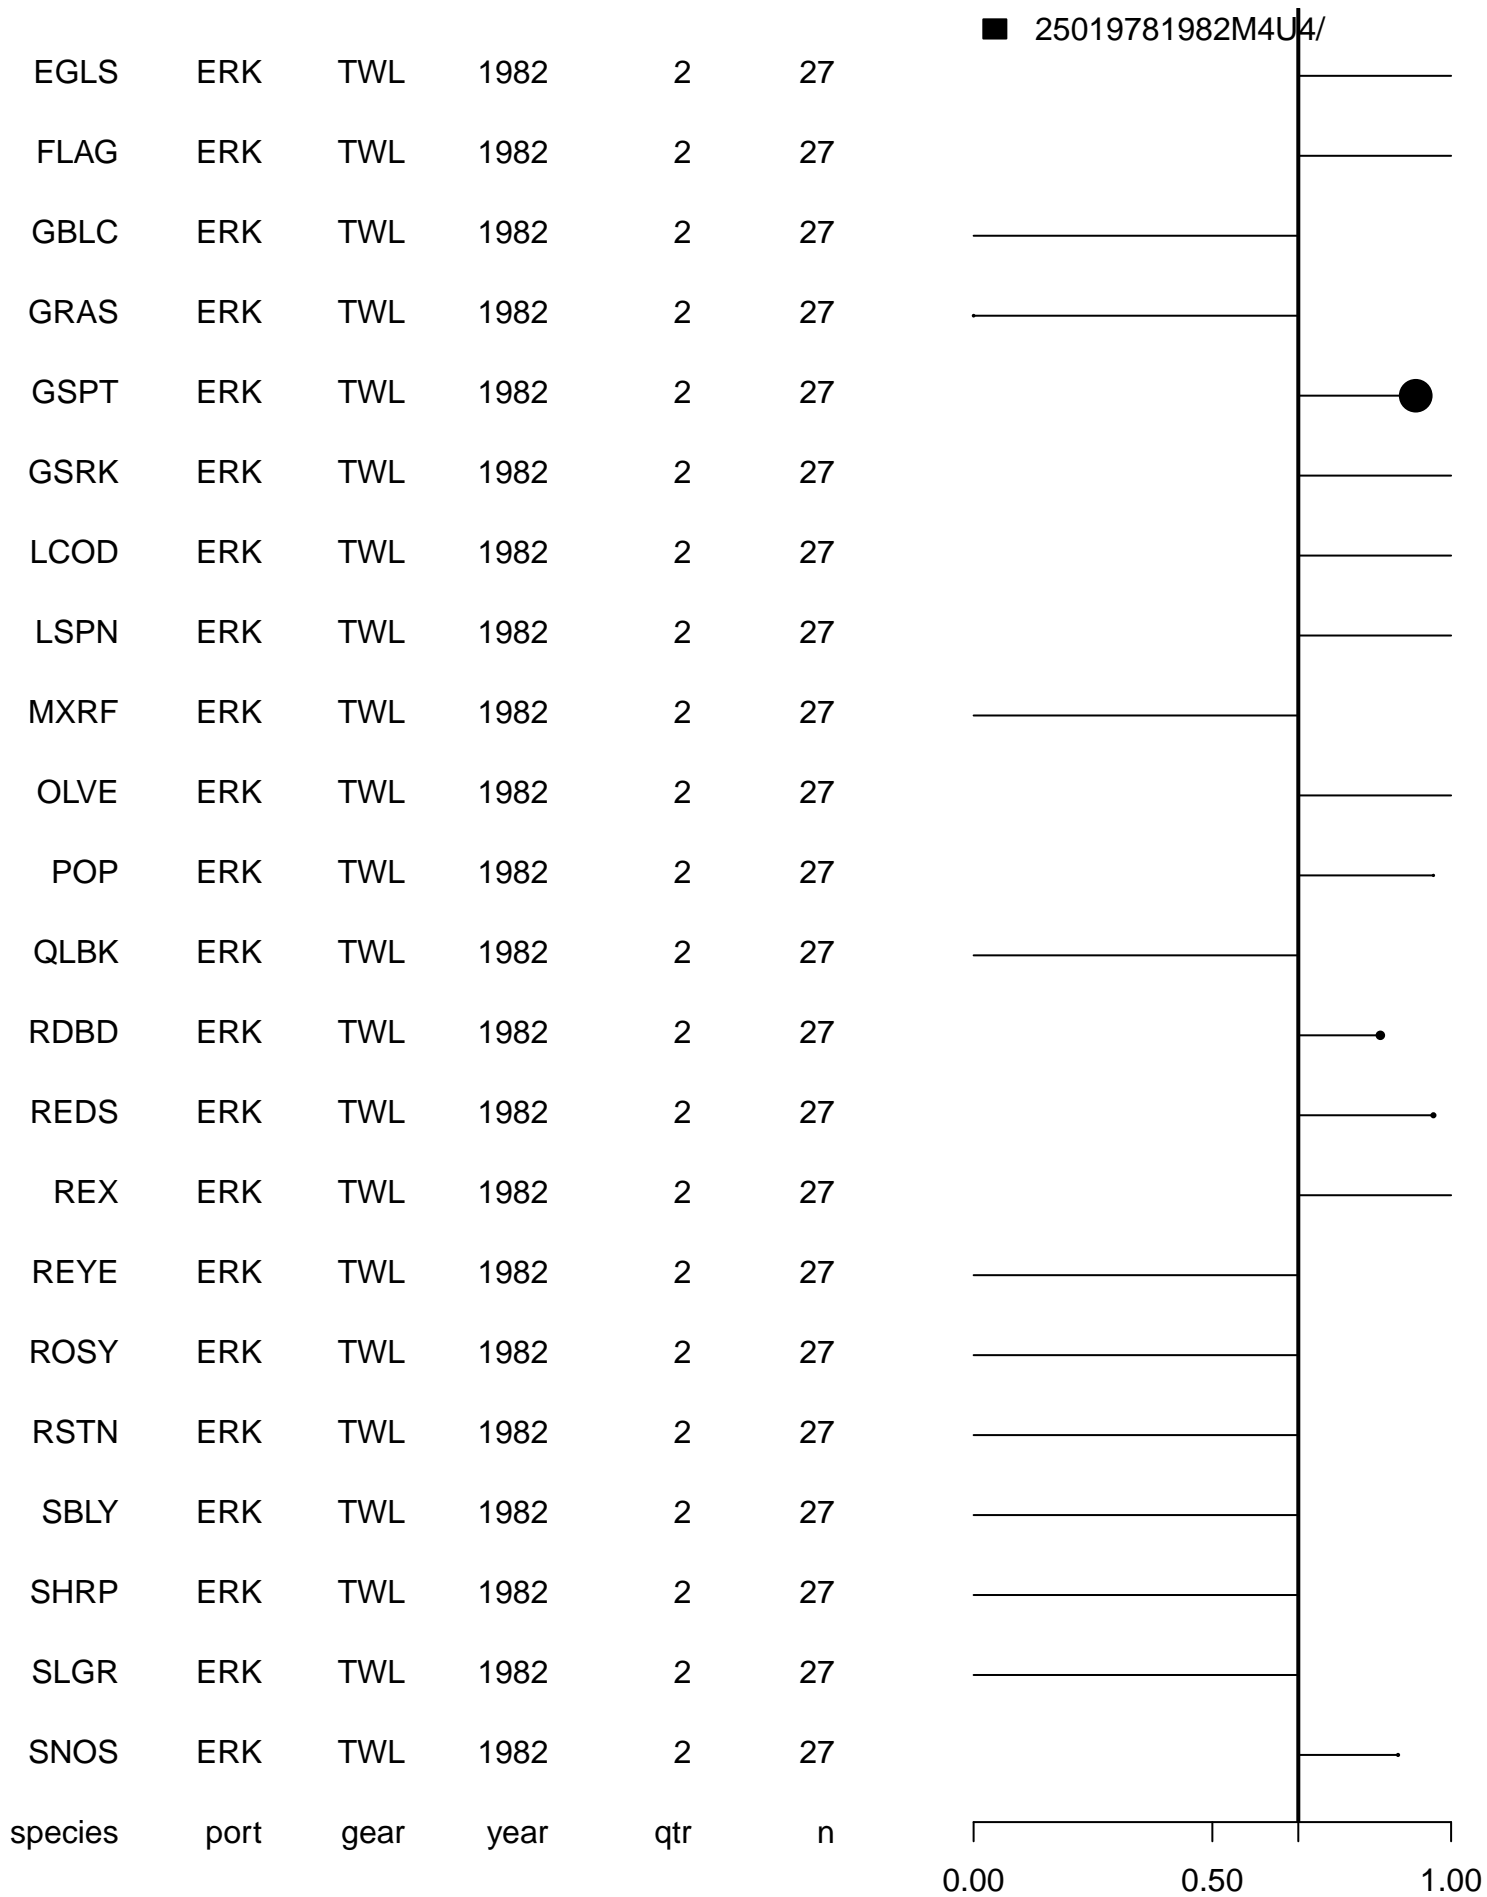 25019781982M4U4/
EGLS ERK TWL 1982 2 27
FLAG ERK TWL 1982 2 27
GBLC ERK TWL 1982 2 27
GRAS ERK TWL 1982 2 27
GSPT ERK TWL 1982 2 27
GSRK ERK TWL 1982 2 27
LCOD ERK TWL 1982 2 27
LSPN ERK TWL 1982 2 27
MXRF ERK TWL 1982 2 27
OLVE ERK TWL 1982 2 27
POP ERK TWL 1982 2 27
QLBK ERK TWL 1982 2 27
RDBD ERK TWL 1982 2 27
REDS ERK TWL 1982 2 27
REX ERK TWL 1982 2 27
REYE ERK TWL 1982 2 27
ROSY ERK TWL 1982 2 27
RSTN ERK TWL 1982 2 27
SBLY ERK TWL 1982 2 27
SHRP ERK TWL 1982 2 27
SLGR ERK TWL 1982 2 27
SNOS ERK TWL 1982 2 27
species port gear year qtr n
0.00 0.50 1.00